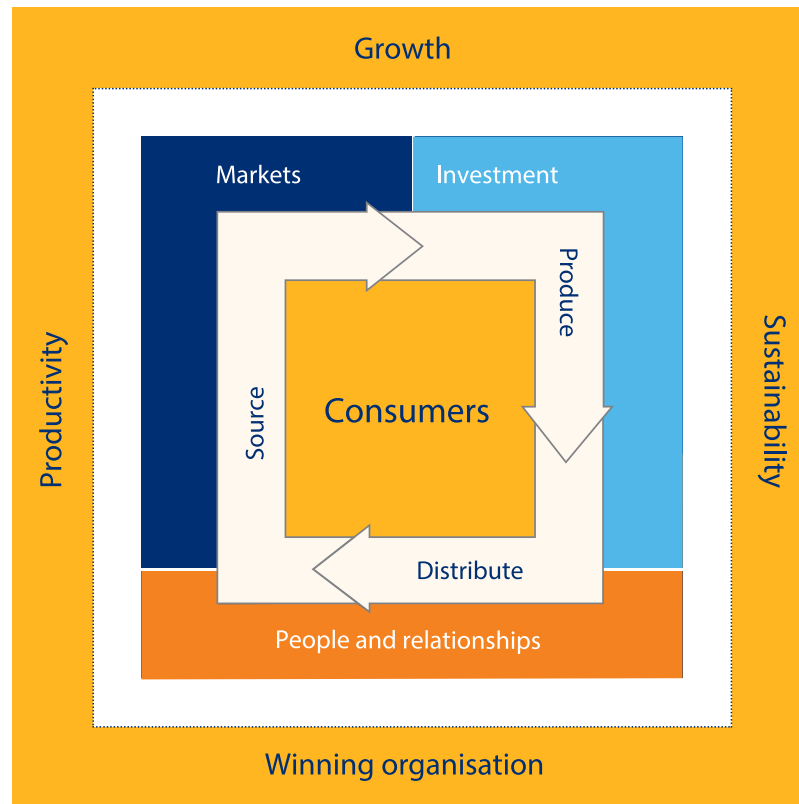 Growth
Markets
Investment
Produce
Productivity
Source
Consumers
Sustainability
Distribute
People and relationships
Winning organisation